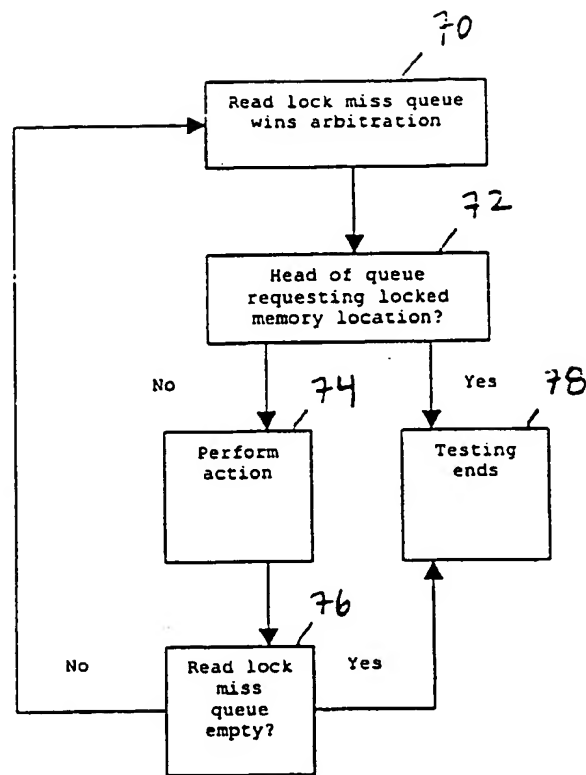 70
Read lock miss queue
wins arbitration
72
Head of queue
requesting locked
memory location?
No
Yes
74
78
Perform
action
Testing
ends
76
No
Yes
Read lock
miss
queue
empty?